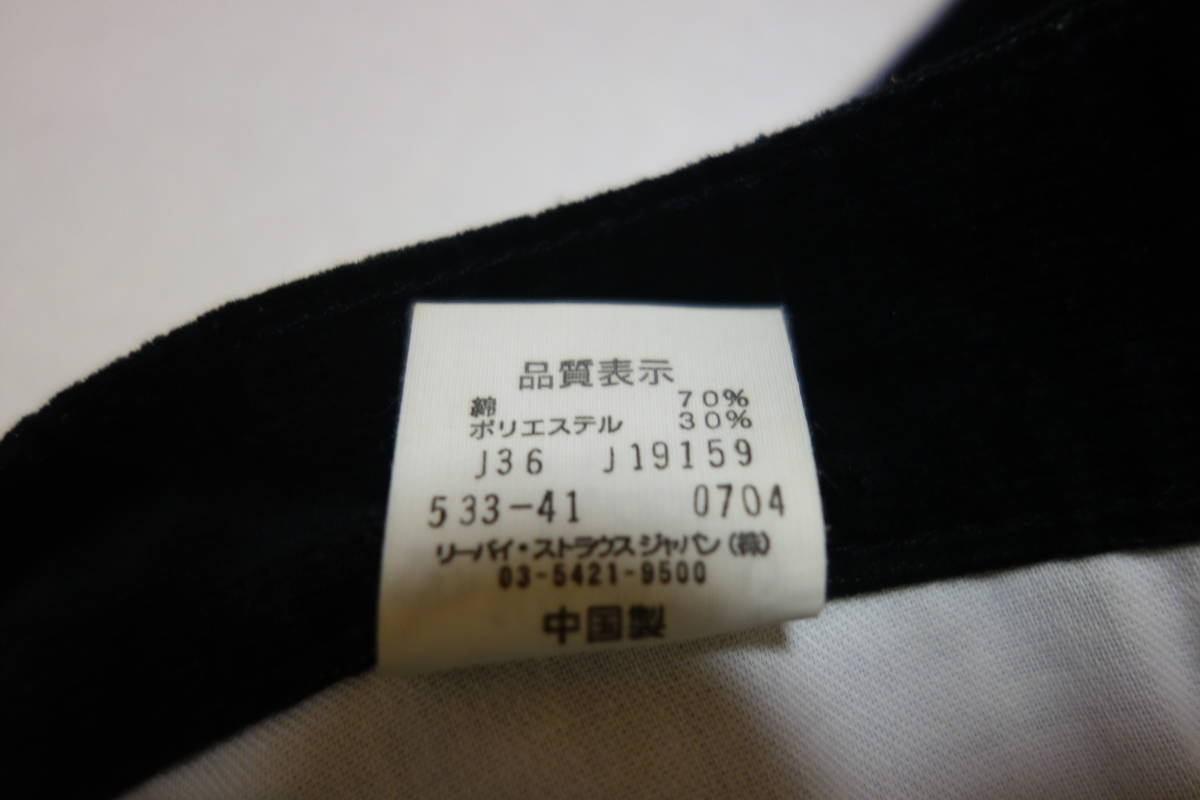 品質表示
綿 70%
ポリエステル 30%
J36 J19159
533-41 0704
リーバイ・ストラウスジャパン(株)
03-5421-9500
中国製